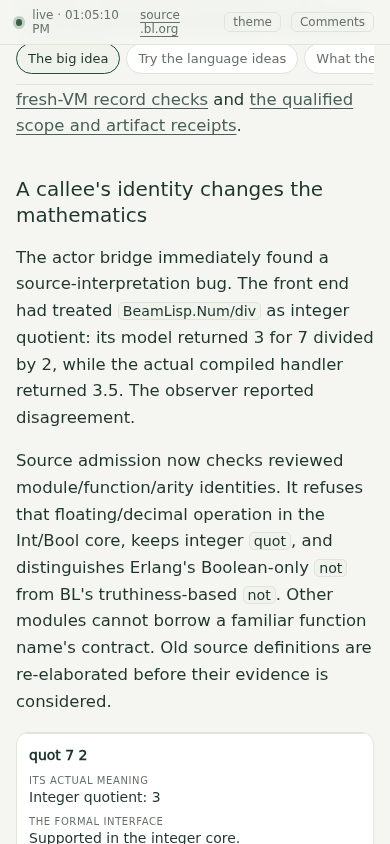 live · 01:05:10
PM
source
.bl.org
theme
Comments
The big idea
Try the language ideas
What the
fresh-VM record checks and the qualified
scope and artifact receipts.
A callee's identity changes the
mathematics
The actor bridge immediately found a
source-interpretation bug. The front end
had treated BeamLisp.Num/div as integer
quotient: its model returned 3 for 7 divided
by 2, while the actual compiled handler
returned 3.5. The observer reported
disagreement.
Source admission now checks reviewed
module/function/arity identities. It refuses
that floating/decimal operation in the
Int/Bool core, keeps integer quot, and
distinguishes Erlang's Boolean-only not
from BL's truthiness-based not. Other
modules cannot borrow a familiar function
name's contract. Old source definitions are
re-elaborated before their evidence is
considered.
quot 7 2
ITS ACTUAL MEANING
Integer quotient: 3
THE FORMAL INTERFACE
Supported in the integer core.